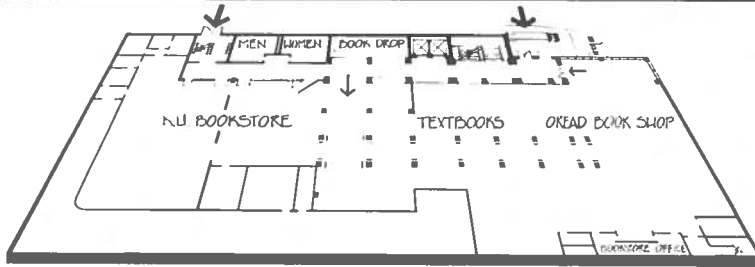 MEN
WOMEN
BOOK DROP
KU BOOKSTORE
TEXTBOOKS
OREAD BOOK SHOP
BOOKSTORE OFFICE